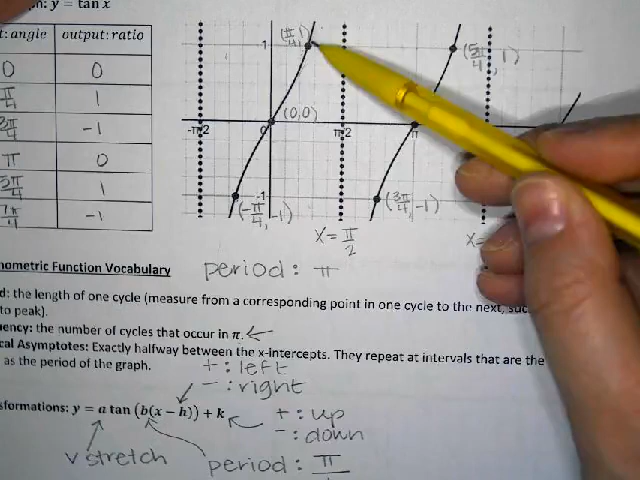 : y = tan x
t: angle output: ratio
0 0
π/4 1
3π/4 -1
π 0
5π/4 1
7π/4 -1
(π/4, 1)
1
(5π/4, 1)
(0,0)
-π/2 0 π/2 π
-1
(-π/4, -1)
(3π/4, -1)
x = π/2
x =
period: π
nometric Function Vocabulary
d: the length of one cycle (measure from a corresponding point in one cycle to the next, suc
to peak).
uency: the number of cycles that occur in π.
cal Asymptotes: Exactly halfway between the x-intercepts. They repeat at intervals that are the
as the period of the graph.
+: left
-: right
sformations: y = a tan (b(x − h)) + k
+: up
-: down
v stretch
period: π